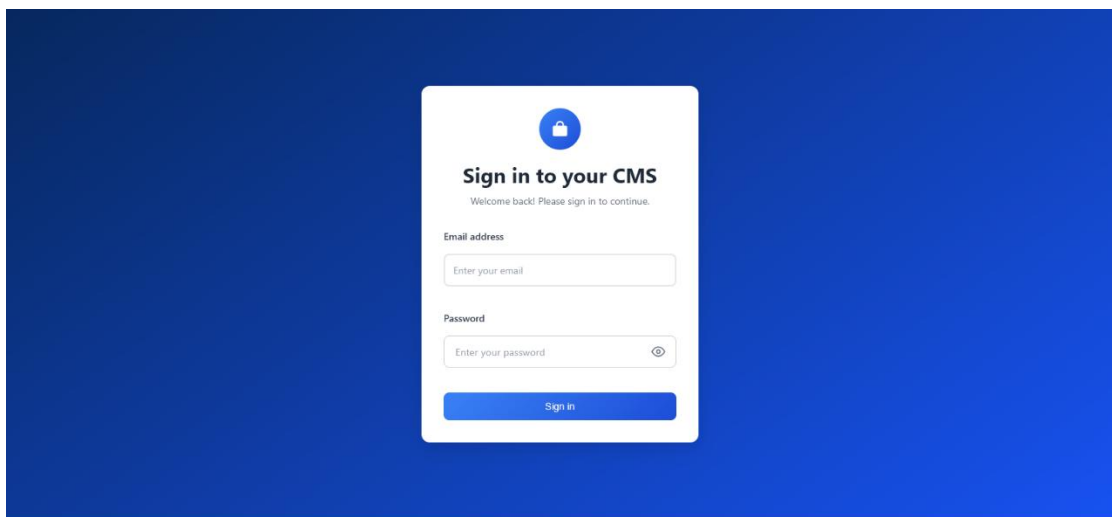 Sign in to your CMS
Welcome back! Please sign in to continue.
Email address
Enter your email
Password
Enter your password
Sign in